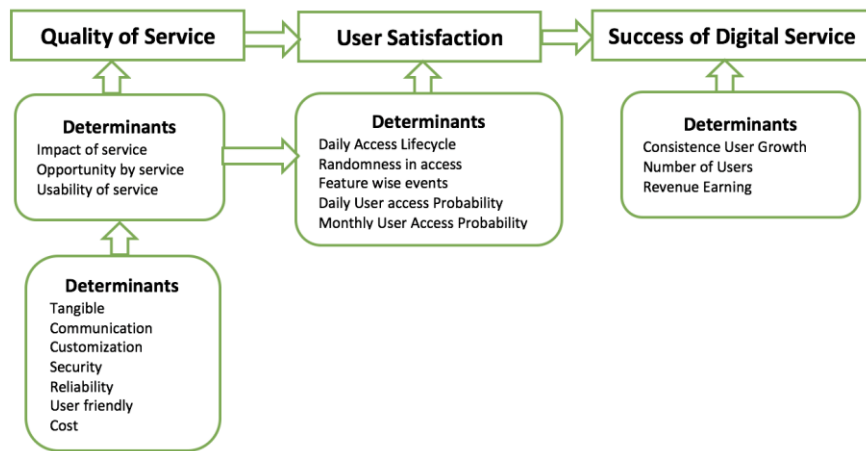 Quality of Service
User Satisfaction
Success of Digital Service
Determinants
Impact of service
Opportunity by service
Usability of service
Determinants
Daily Access Lifecycle
Randomness in access
Feature wise events
Daily User access Probability
Monthly User Access Probability
Determinants
Consistence User Growth
Number of Users
Revenue Earning
Determinants
Tangible
Communication
Customization
Security
Reliability
User friendly
Cost